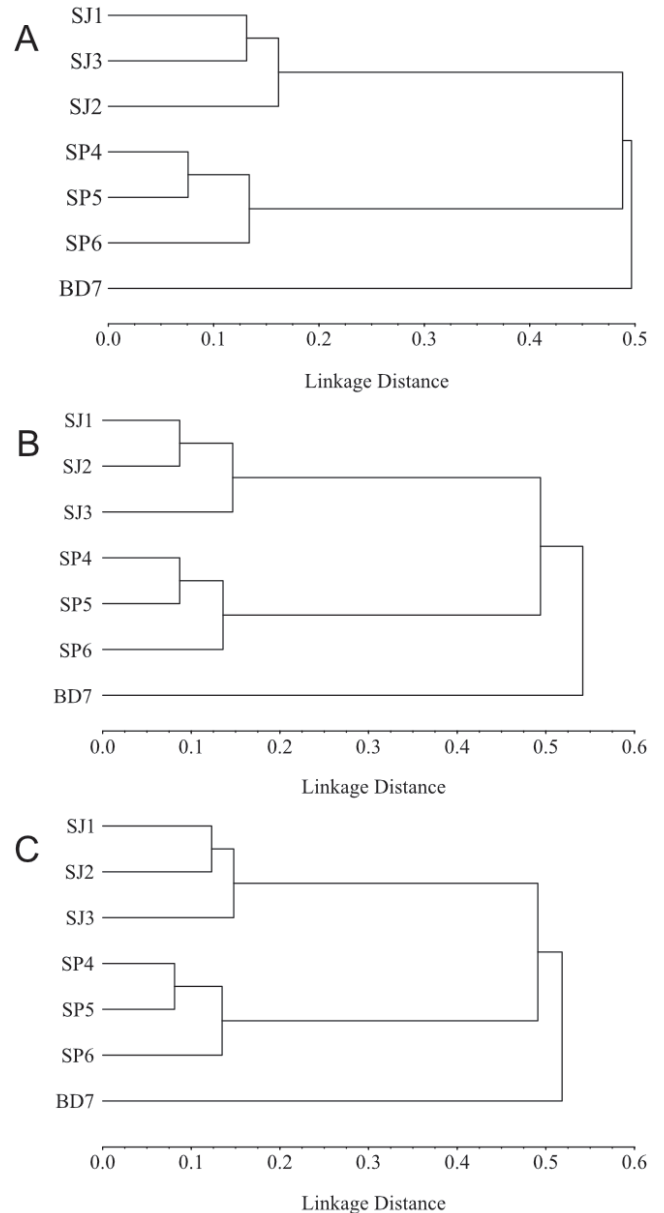 A
SJ1
SJ3
SJ2
SP4
SP5
SP6
BD7
0.0 0.1 0.2 0.3 0.4 0.5
Linkage Distance
B
SJ1
SJ2
SJ3
SP4
SP5
SP6
BD7
0.0 0.1 0.2 0.3 0.4 0.5 0.6
Linkage Distance
C
SJ1
SJ2
SJ3
SP4
SP5
SP6
BD7
0.0 0.1 0.2 0.3 0.4 0.5 0.6
Linkage Distance